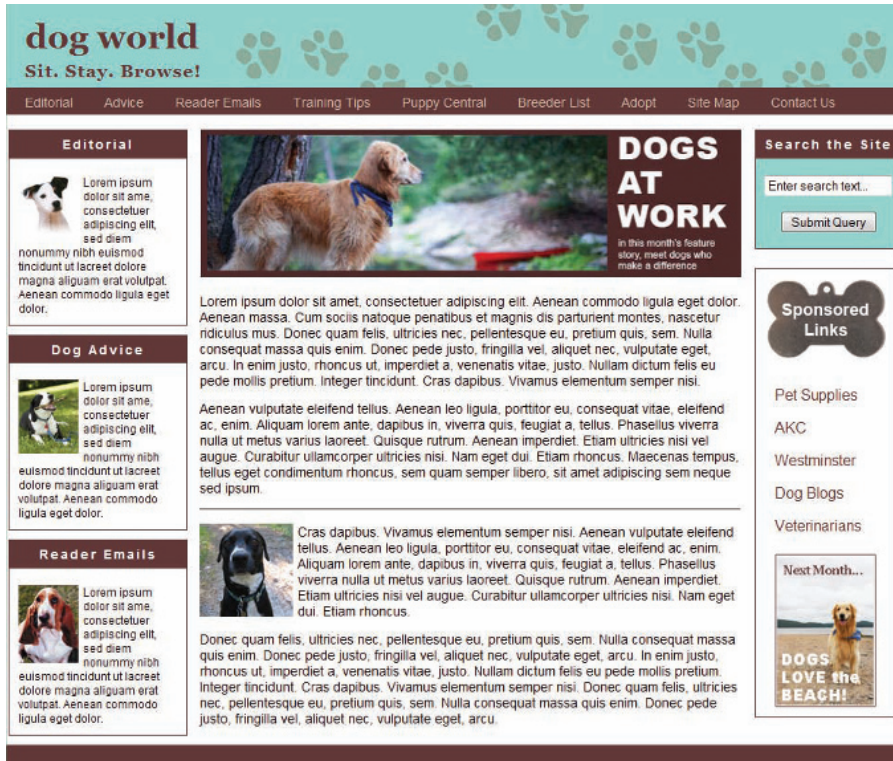 dog world
Sit. Stay. Browse!
Editorial Advice Reader Emails Training Tips Puppy Central Breeder List Adopt Site Map Contact Us
Editorial
Lorem ipsum
dolor sit ame,
consectetuer
adipiscing elit,
sed diem
nonummy nibh euismod
tincidunt ut lacreet dolore
magna aliguam erat volutpat.
Aenean commodo ligula eget
dolor.
Dog Advice
Lorem ipsum
dolor sit ame,
consectetuer
adipiscing elit,
sed diem
nonummy nibh
euismod tincidunt ut lacreet
dolore magna aliguam erat
volutpat. Aenean commodo
ligula eget dolor.
Reader Emails
Lorem ipsum
dolor sit ame,
consectetuer
adipiscing elit,
sed diem
nonummy nibh
euismod tincidunt ut lacreet
dolore magna aliguam erat
volutpat. Aenean commodo
ligula eget dolor.
DOGS
AT
WORK
in this month's feature
story, meet dogs who
make a difference
Lorem ipsum dolor sit amet, consectetuer adipiscing elit. Aenean commodo ligula eget dolor.
Aenean massa. Cum sociis natoque penatibus et magnis dis parturient montes, nascetur
ridiculus mus. Donec quam felis, ultricies nec, pellentesque eu, pretium quis, sem. Nulla
consequat massa quis enim. Donec pede justo, fringilla vel, aliquet nec, vulputate eget,
arcu. In enim justo, rhoncus ut, imperdiet a, venenatis vitae, justo. Nullam dictum felis eu
pede mollis pretium. Integer tincidunt. Cras dapibus. Vivamus elementum semper nisi.
Aenean vulputate eleifend tellus. Aenean leo ligula, porttitor eu, consequat vitae, eleifend
ac, enim. Aliquam lorem ante, dapibus in, viverra quis, feugiat a, tellus. Phasellus viverra
nulla ut metus varius laoreet. Quisque rutrum. Aenean imperdiet. Etiam ultricies nisi vel
augue. Curabitur ullamcorper ultricies nisi. Nam eget dui. Etiam rhoncus. Maecenas tempus,
tellus eget condimentum rhoncus, sem quam semper libero, sit amet adipiscing sem neque
sed ipsum.
Cras dapibus. Vivamus elementum semper nisi. Aenean vulputate eleifend
tellus. Aenean leo ligula, porttitor eu, consequat vitae, eleifend ac, enim.
Aliquam lorem ante, dapibus in, viverra quis, feugiat a, tellus. Phasellus
viverra nulla ut metus varius laoreet. Quisque rutrum. Aenean imperdiet.
Etiam ultricies nisi vel augue. Curabitur ullamcorper ultricies nisi. Nam eget
dui. Etiam rhoncus.
Donec quam felis, ultricies nec, pellentesque eu, pretium quis, sem. Nulla consequat massa
quis enim. Donec pede justo, fringilla vel, aliquet nec, vulputate eget, arcu. In enim justo,
rhoncus ut, imperdiet a, venenatis vitae, justo. Nullam dictum felis eu pede mollis pretium.
Integer tincidunt. Cras dapibus. Vivamus elementum semper nisi. Donec quam felis, ultricies
nec, pellentesque eu, pretium quis, sem. Nulla consequat massa quis enim. Donec pede
justo, fringilla vel, aliquet nec, vulputate eget, arcu.
Search the Site
Enter search text...
Submit Query
Sponsored
Links
Pet Supplies
AKC
Westminster
Dog Blogs
Veterinarians
Next Month...
DOGS
LOVE the
BEACH!